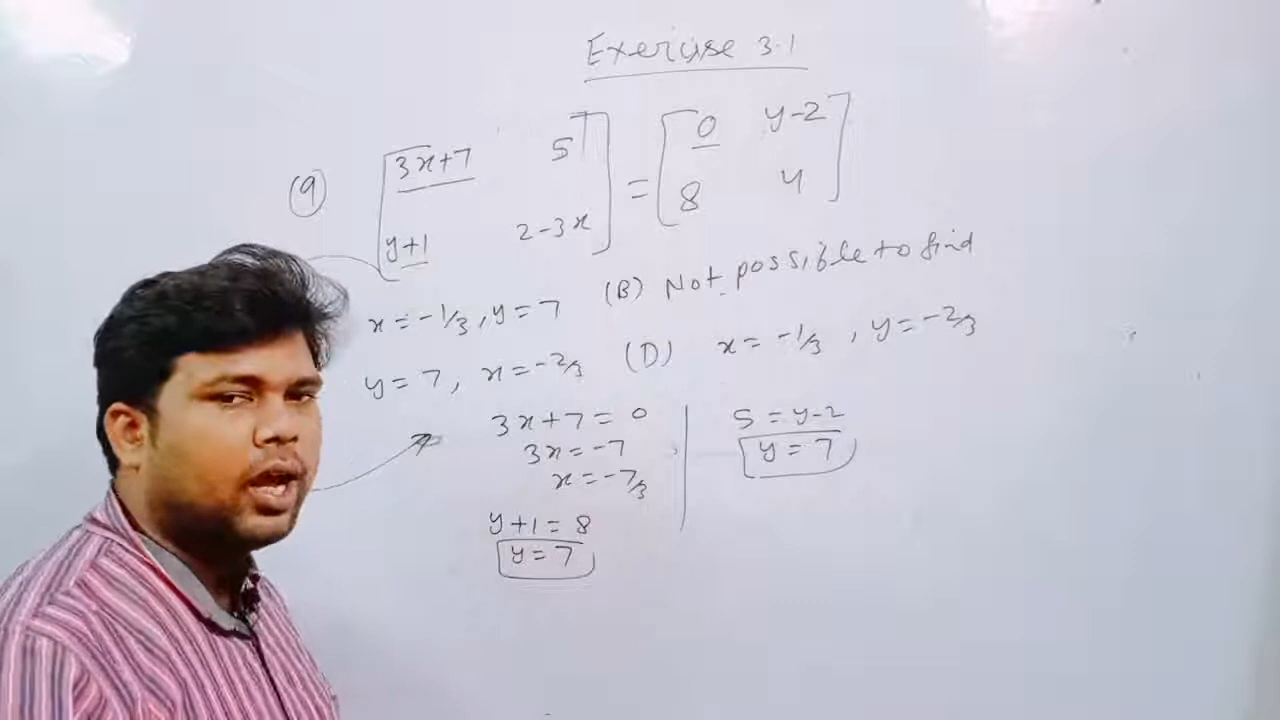 Exercise 3.1
(9) [3x+7 5] = [0 y-2]
[y+1 2-3x] [8 4]
x = -1/3, y = 7 (B) Not possible to find
y = 7, x = -2/3 (D) x = -1/3, y = -2/3
3x+7 = 0
3x = -7
x = -7/3
y+1 = 8
y = 7
5 = y-2
y = 7